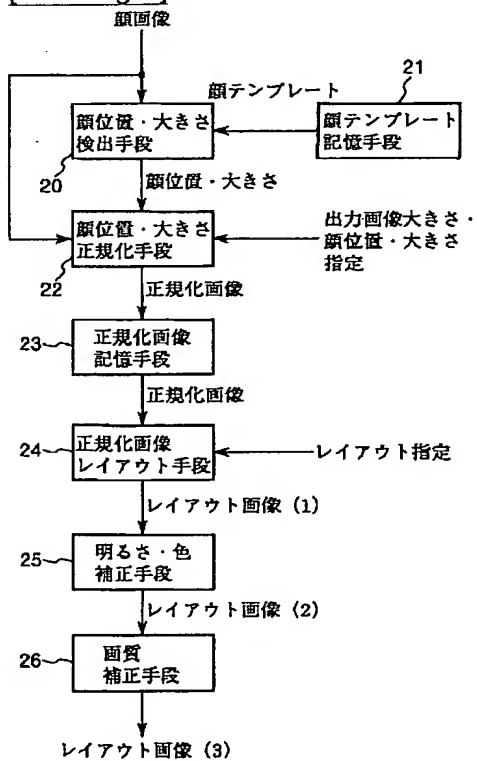 顔画像
21
顔テンプレート
顔位置・大きさ
検出手段
顔テンプレート
記憶手段
20
顔位置・大きさ
顔位置・大きさ
正規化手段
出力画像大きさ・
顔位置・大きさ
指定
22
正規化画像
23
正規化画像
記憶手段
正規化画像
24
正規化画像
レイアウト手段
レイアウト指定
レイアウト画像 (1)
25
明るさ・色
補正手段
レイアウト画像 (2)
26
画質
補正手段
レイアウト画像 (3)